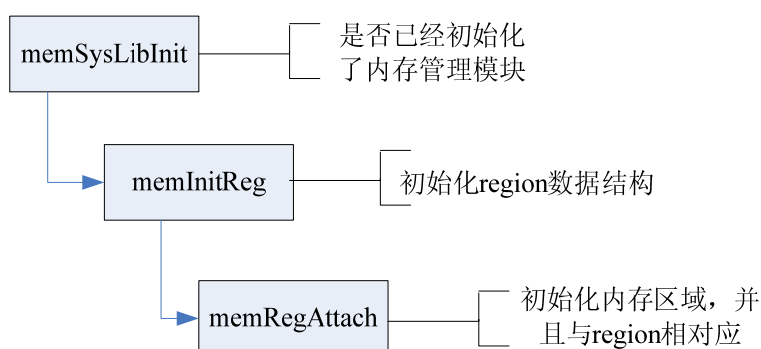 memSysLibInit
是否已经初始化
了内存管理模块
memInitReg
初始化region数据结构
memRegAttach
初始化内存区域，并
且与region相对应